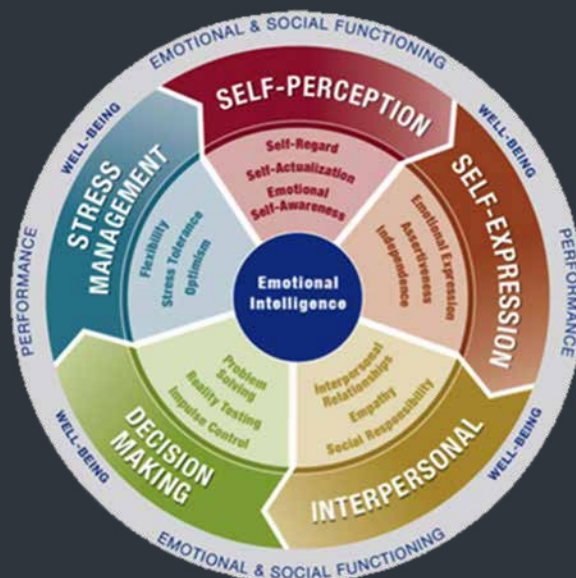 EMOTIONAL & SOCIAL FUNCTIONING
WELL-BEING
WELL-BEING
PERFORMANCE
PERFORMANCE
WELL-BEING
WELL-BEING
EMOTIONAL & SOCIAL FUNCTIONING
SELF-PERCEPTION
Self-Regard
Self-Actualization
Emotional
Self-Awareness
SELF-EXPRESSION
Emotional Expression
Assertiveness
Independence
INTERPERSONAL
Interpersonal
Relationships
Empathy
Social Responsibility
DECISION
MAKING
Problem
Solving
Reality Testing
Impulse Control
STRESS
MANAGEMENT
Flexibility
Stress Tolerance
Optimism
Emotional
Intelligence